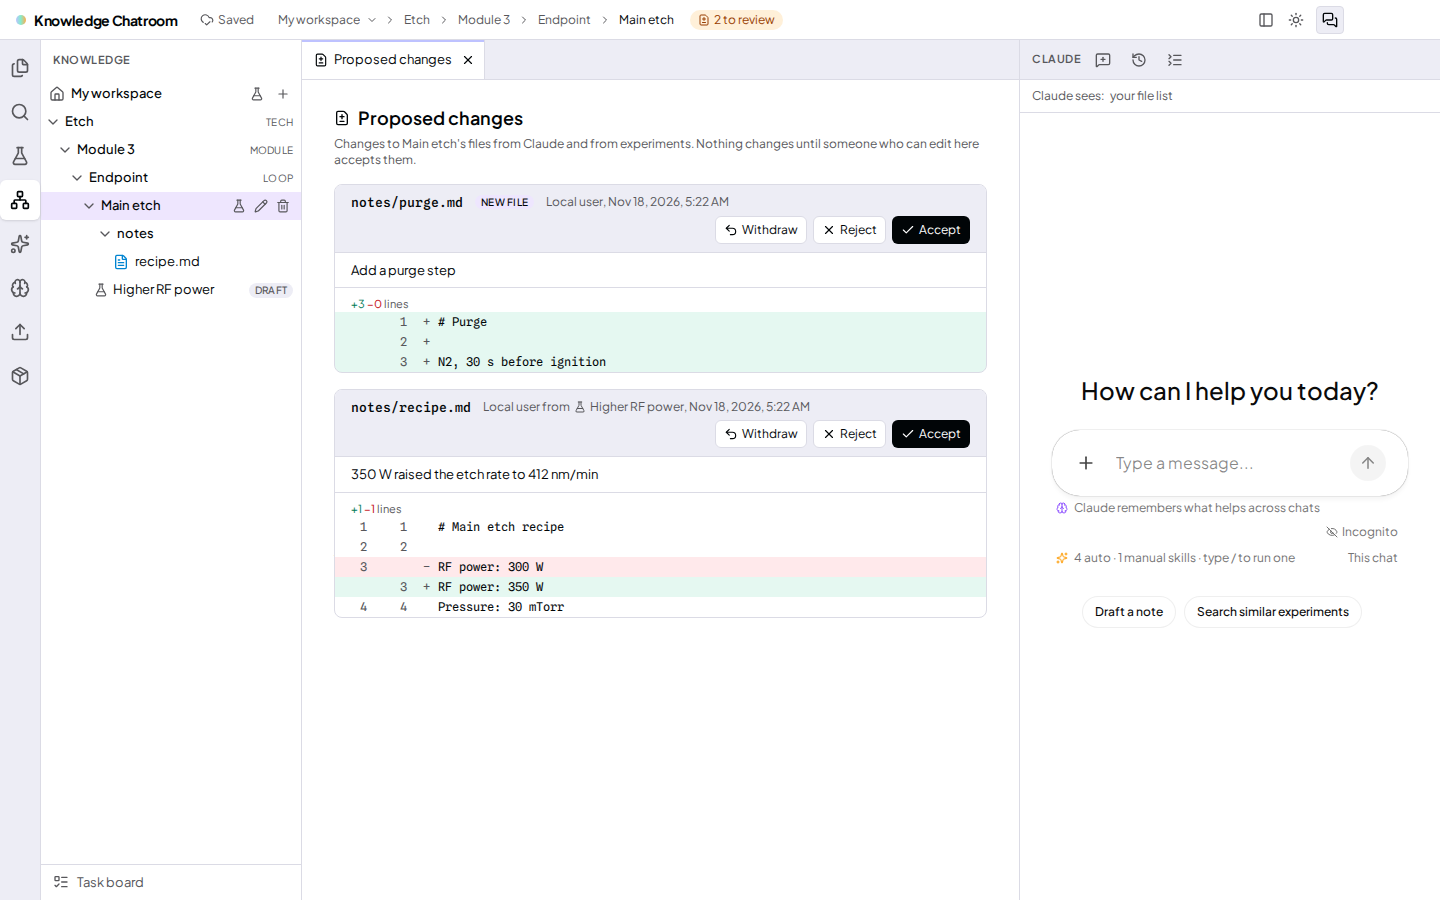 Knowledge Chatroom
Saved
My workspace
Etch
Module 3
Endpoint
Main etch
2 to review
KNOWLEDGE
My workspace
Etch
TECH
Module 3
MODULE
Endpoint
LOOP
Main etch
notes
recipe.md
Higher RF power
DRAFT
Task board
Proposed changes
Proposed changes
Changes to Main etch's files from Claude and from experiments. Nothing changes until someone who can edit here
accepts them.
notes/purge.md
NEW FILE
Local user, Nov 18, 2026, 5:22 AM
Withdraw
Reject
Accept
Add a purge step
+3 −0 lines
1 + # Purge
2 +
3 + N2, 30 s before ignition
notes/recipe.md
Local user from Higher RF power, Nov 18, 2026, 5:22 AM
Withdraw
Reject
Accept
350 W raised the etch rate to 412 nm/min
+1 −1 lines
1 1 # Main etch recipe
2 2
3 − RF power: 300 W
3 + RF power: 350 W
4 4 Pressure: 30 mTorr
CLAUDE
Claude sees: your file list
How can I help you today?
Type a message...
Claude remembers what helps across chats
Incognito
4 auto · 1 manual skills · type / to run one
This chat
Draft a note
Search similar experiments